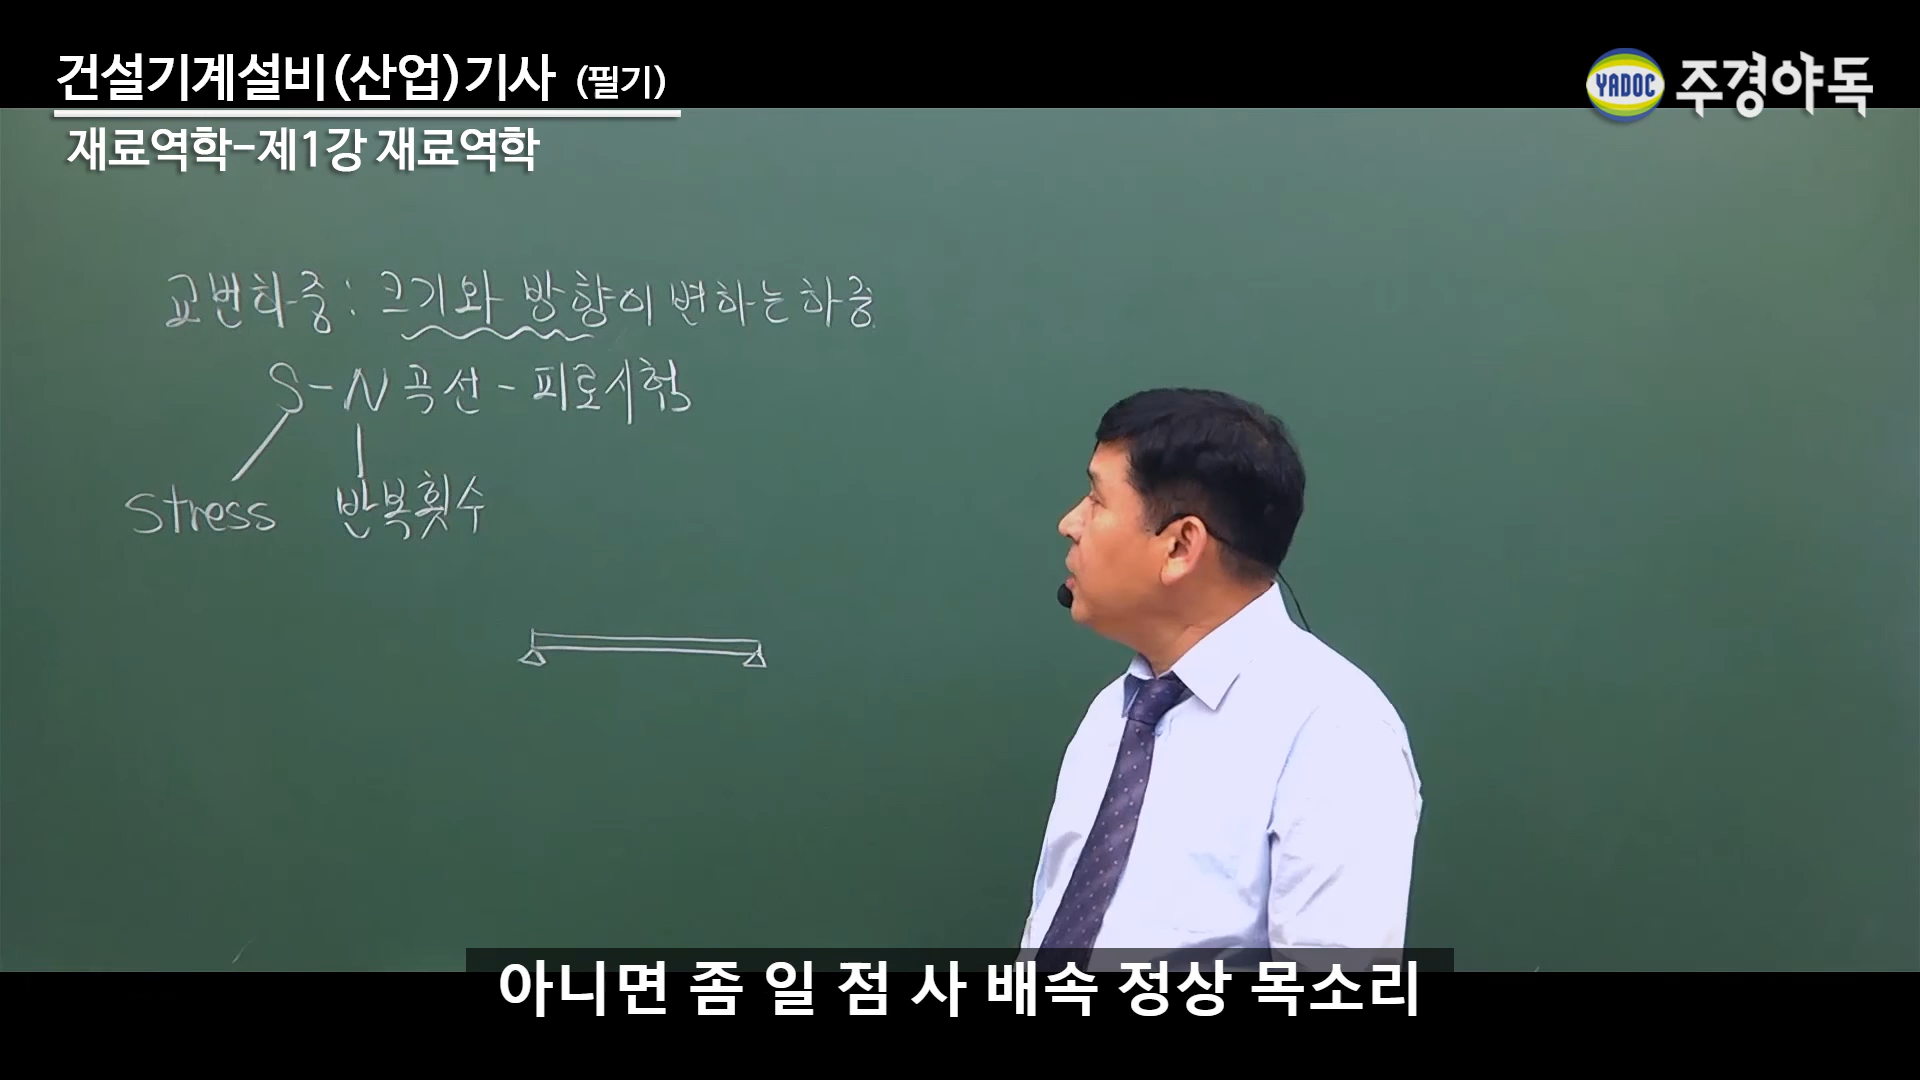 건설기계설비(산업)기사 (필기)
YADOC 주경야독
재료역학-제1강 재료역학
교번하중 : 크기와 방향이 변하는 하중
S-N 곡선 - 피로시험
stress 반복횟수
아니면 좀 일 점 사 배속 정상 목소리